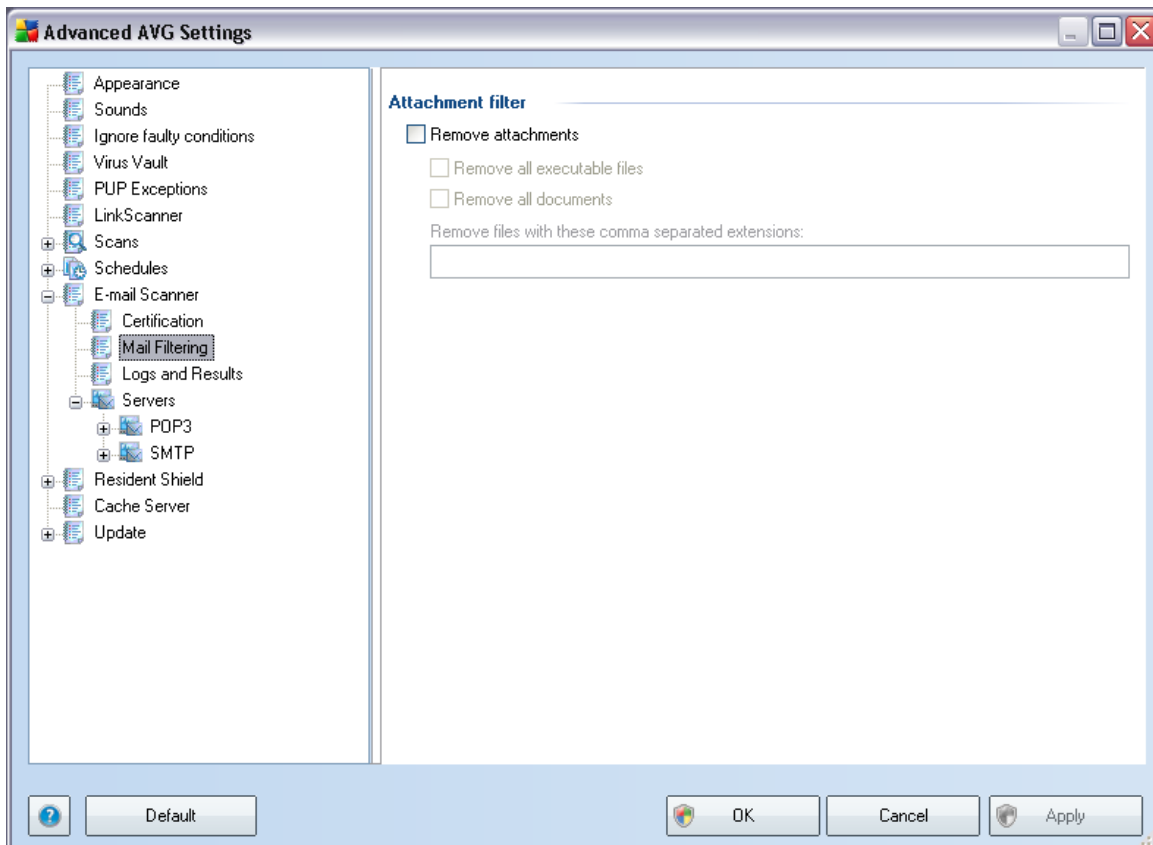 Advanced AVG Settings
Appearance
Sounds
Ignore faulty conditions
Virus Vault
PUP Exceptions
LinkScanner
Scans
Schedules
E-mail Scanner
Certification
Mail Filtering
Logs and Results
Servers
POP3
SMTP
Resident Shield
Cache Server
Update
Attachment filter
Remove attachments
Remove all executable files
Remove all documents
Remove files with these comma separated extensions:
Default
OK
Cancel
Apply